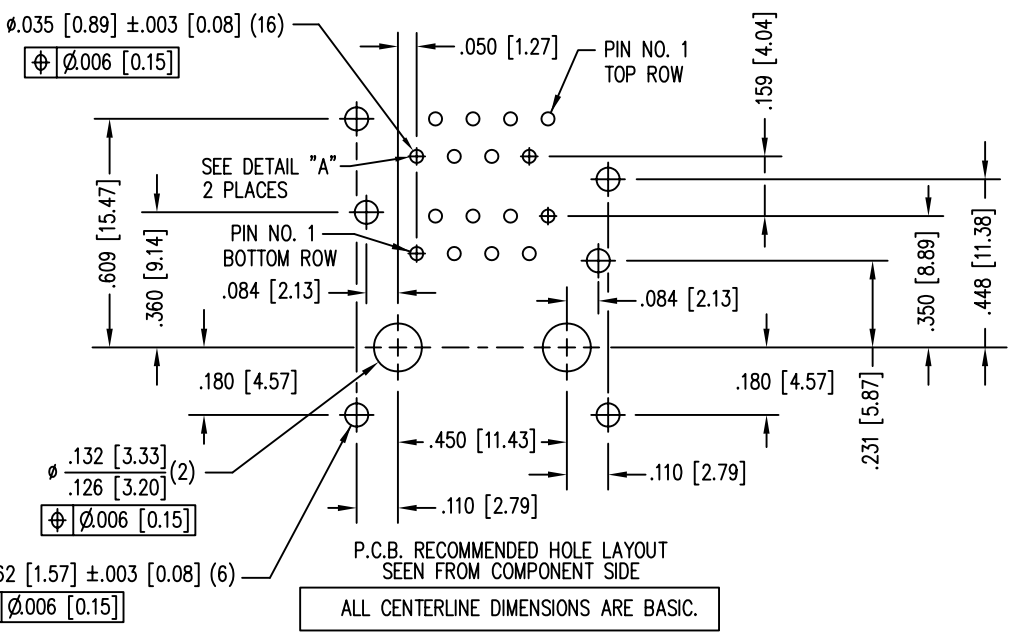 ø.035 [0.89] ±.003 [0.08] (16)
⌖ Ø.006 [0.15]
.050 [1.27]
PIN NO. 1
TOP ROW
.159 [4.04]
SEE DETAIL "A"
2 PLACES
PIN NO. 1
BOTTOM ROW
.609 [15.47]
.360 [9.14]
.084 [2.13]
.084 [2.13]
.350 [8.89]
.448 [11.38]
.180 [4.57]
.180 [4.57]
.231 [5.87]
.450 [11.43]
ø .132 [3.33]
.126 [3.20] (2)
⌖ Ø.006 [0.15]
.110 [2.79]
.110 [2.79]
62 [1.57] ±.003 [0.08] (6)
Ø.006 [0.15]
P.C.B. RECOMMENDED HOLE LAYOUT
SEEN FROM COMPONENT SIDE
ALL CENTERLINE DIMENSIONS ARE BASIC.